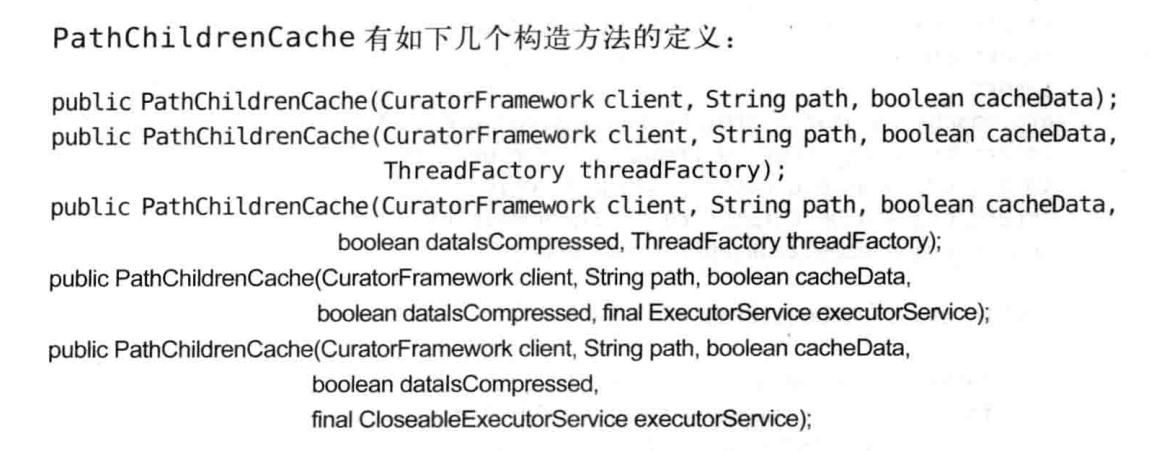 PathChildrenCache 有如下几个构造方法的定义：
public PathChildrenCache(CuratorFramework client, String path, boolean cacheData);
public PathChildrenCache(CuratorFramework client, String path, boolean cacheData,
ThreadFactory threadFactory);
public PathChildrenCache(CuratorFramework client, String path, boolean cacheData,
boolean dataIsCompressed, ThreadFactory threadFactory);
public PathChildrenCache(CuratorFramework client, String path, boolean cacheData,
boolean dataIsCompressed, final ExecutorService executorService);
public PathChildrenCache(CuratorFramework client, String path, boolean cacheData,
boolean dataIsCompressed,
final CloseableExecutorService executorService);